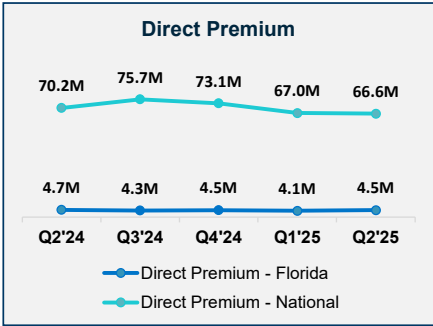 Direct Premium
70.2M 75.7M 73.1M 67.0M 66.6M
4.7M 4.3M 4.5M 4.1M 4.5M
Q2'24 Q3'24 Q4'24 Q1'25 Q2'25
Direct Premium - Florida
Direct Premium - National